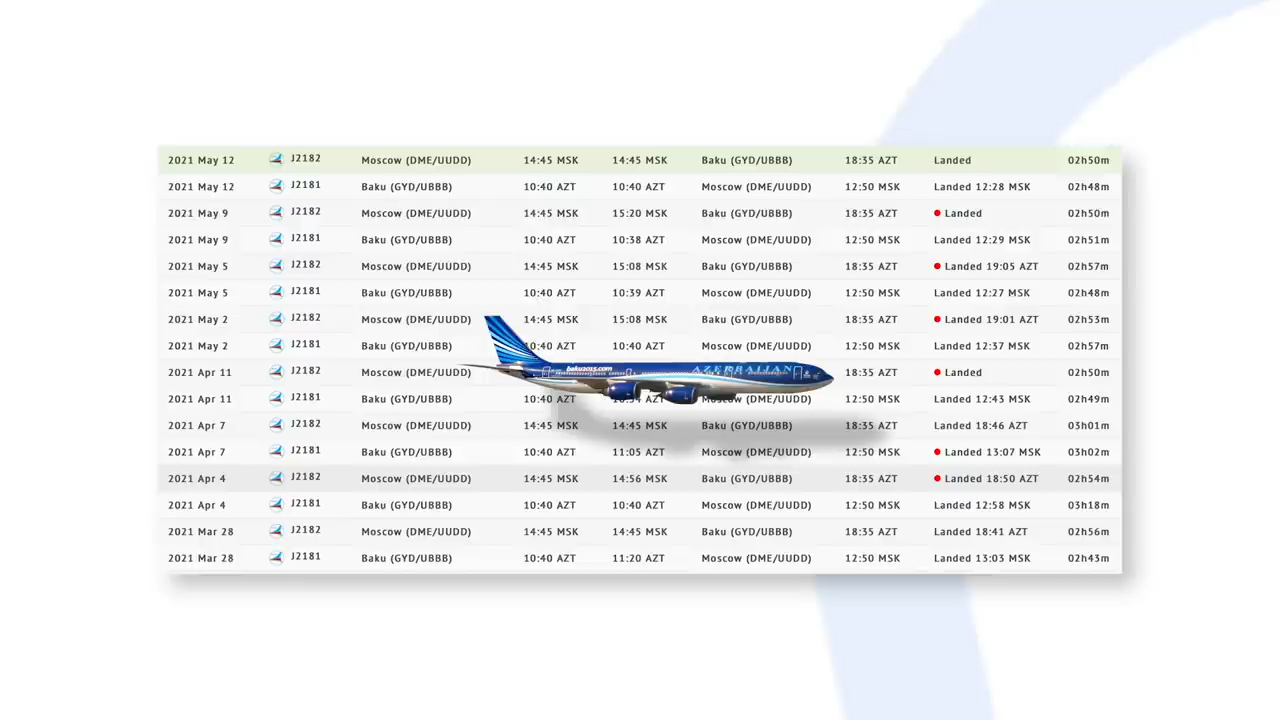 2021 May 12 J2182 Moscow (DME/UUDD) 14:45 MSK 14:45 MSK Baku (GYD/UBBB) 18:35 AZT Landed 02h50m
2021 May 12 J2181 Baku (GYD/UBBB) 10:40 AZT 10:40 AZT Moscow (DME/UUDD) 12:50 MSK Landed 12:28 MSK 02h48m
2021 May 9 J2182 Moscow (DME/UUDD) 14:45 MSK 15:20 MSK Baku (GYD/UBBB) 18:35 AZT Landed 02h50m
2021 May 9 J2181 Baku (GYD/UBBB) 10:40 AZT 10:38 AZT Moscow (DME/UUDD) 12:50 MSK Landed 12:29 MSK 02h51m
2021 May 5 J2182 Moscow (DME/UUDD) 14:45 MSK 15:08 MSK Baku (GYD/UBBB) 18:35 AZT Landed 19:05 AZT 02h57m
2021 May 5 J2181 Baku (GYD/UBBB) 10:40 AZT 10:39 AZT Moscow (DME/UUDD) 12:50 MSK Landed 12:27 MSK 02h48m
2021 May 2 J2182 Moscow (DME/UUDD) 14:45 MSK 15:08 MSK Baku (GYD/UBBB) 18:35 AZT Landed 19:01 AZT 02h53m
2021 May 2 J2181 Baku (GYD/UBBB) 10:40 AZT 10:40 AZT Moscow (DME/UUDD) 12:50 MSK Landed 12:37 MSK 02h57m
2021 Apr 11 J2182 Moscow (DME/UUDD) baku2015.com AZERBAIJAN 18:35 AZT Landed 02h50m
2021 Apr 11 J2181 Baku (GYD/UBBB) 10:40 AZT AZT Moscow (DME/UUDD) 12:50 MSK Landed 12:43 MSK 02h49m
2021 Apr 7 J2182 Moscow (DME/UUDD) 14:45 MSK 14:45 MSK Baku (GYD/UBBB) 18:35 AZT Landed 18:46 AZT 03h01m
2021 Apr 7 J2181 Baku (GYD/UBBB) 10:40 AZT 11:05 AZT Moscow (DME/UUDD) 12:50 MSK Landed 13:07 MSK 03h02m
2021 Apr 4 J2182 Moscow (DME/UUDD) 14:45 MSK 14:56 MSK Baku (GYD/UBBB) 18:35 AZT Landed 18:50 AZT 02h54m
2021 Apr 4 J2181 Baku (GYD/UBBB) 10:40 AZT 10:40 AZT Moscow (DME/UUDD) 12:50 MSK Landed 12:58 MSK 03h18m
2021 Mar 28 J2182 Moscow (DME/UUDD) 14:45 MSK 14:45 MSK Baku (GYD/UBBB) 18:35 AZT Landed 18:41 AZT 02h56m
2021 Mar 28 J2181 Baku (GYD/UBBB) 10:40 AZT 11:20 AZT Moscow (DME/UUDD) 12:50 MSK Landed 13:03 MSK 02h43m